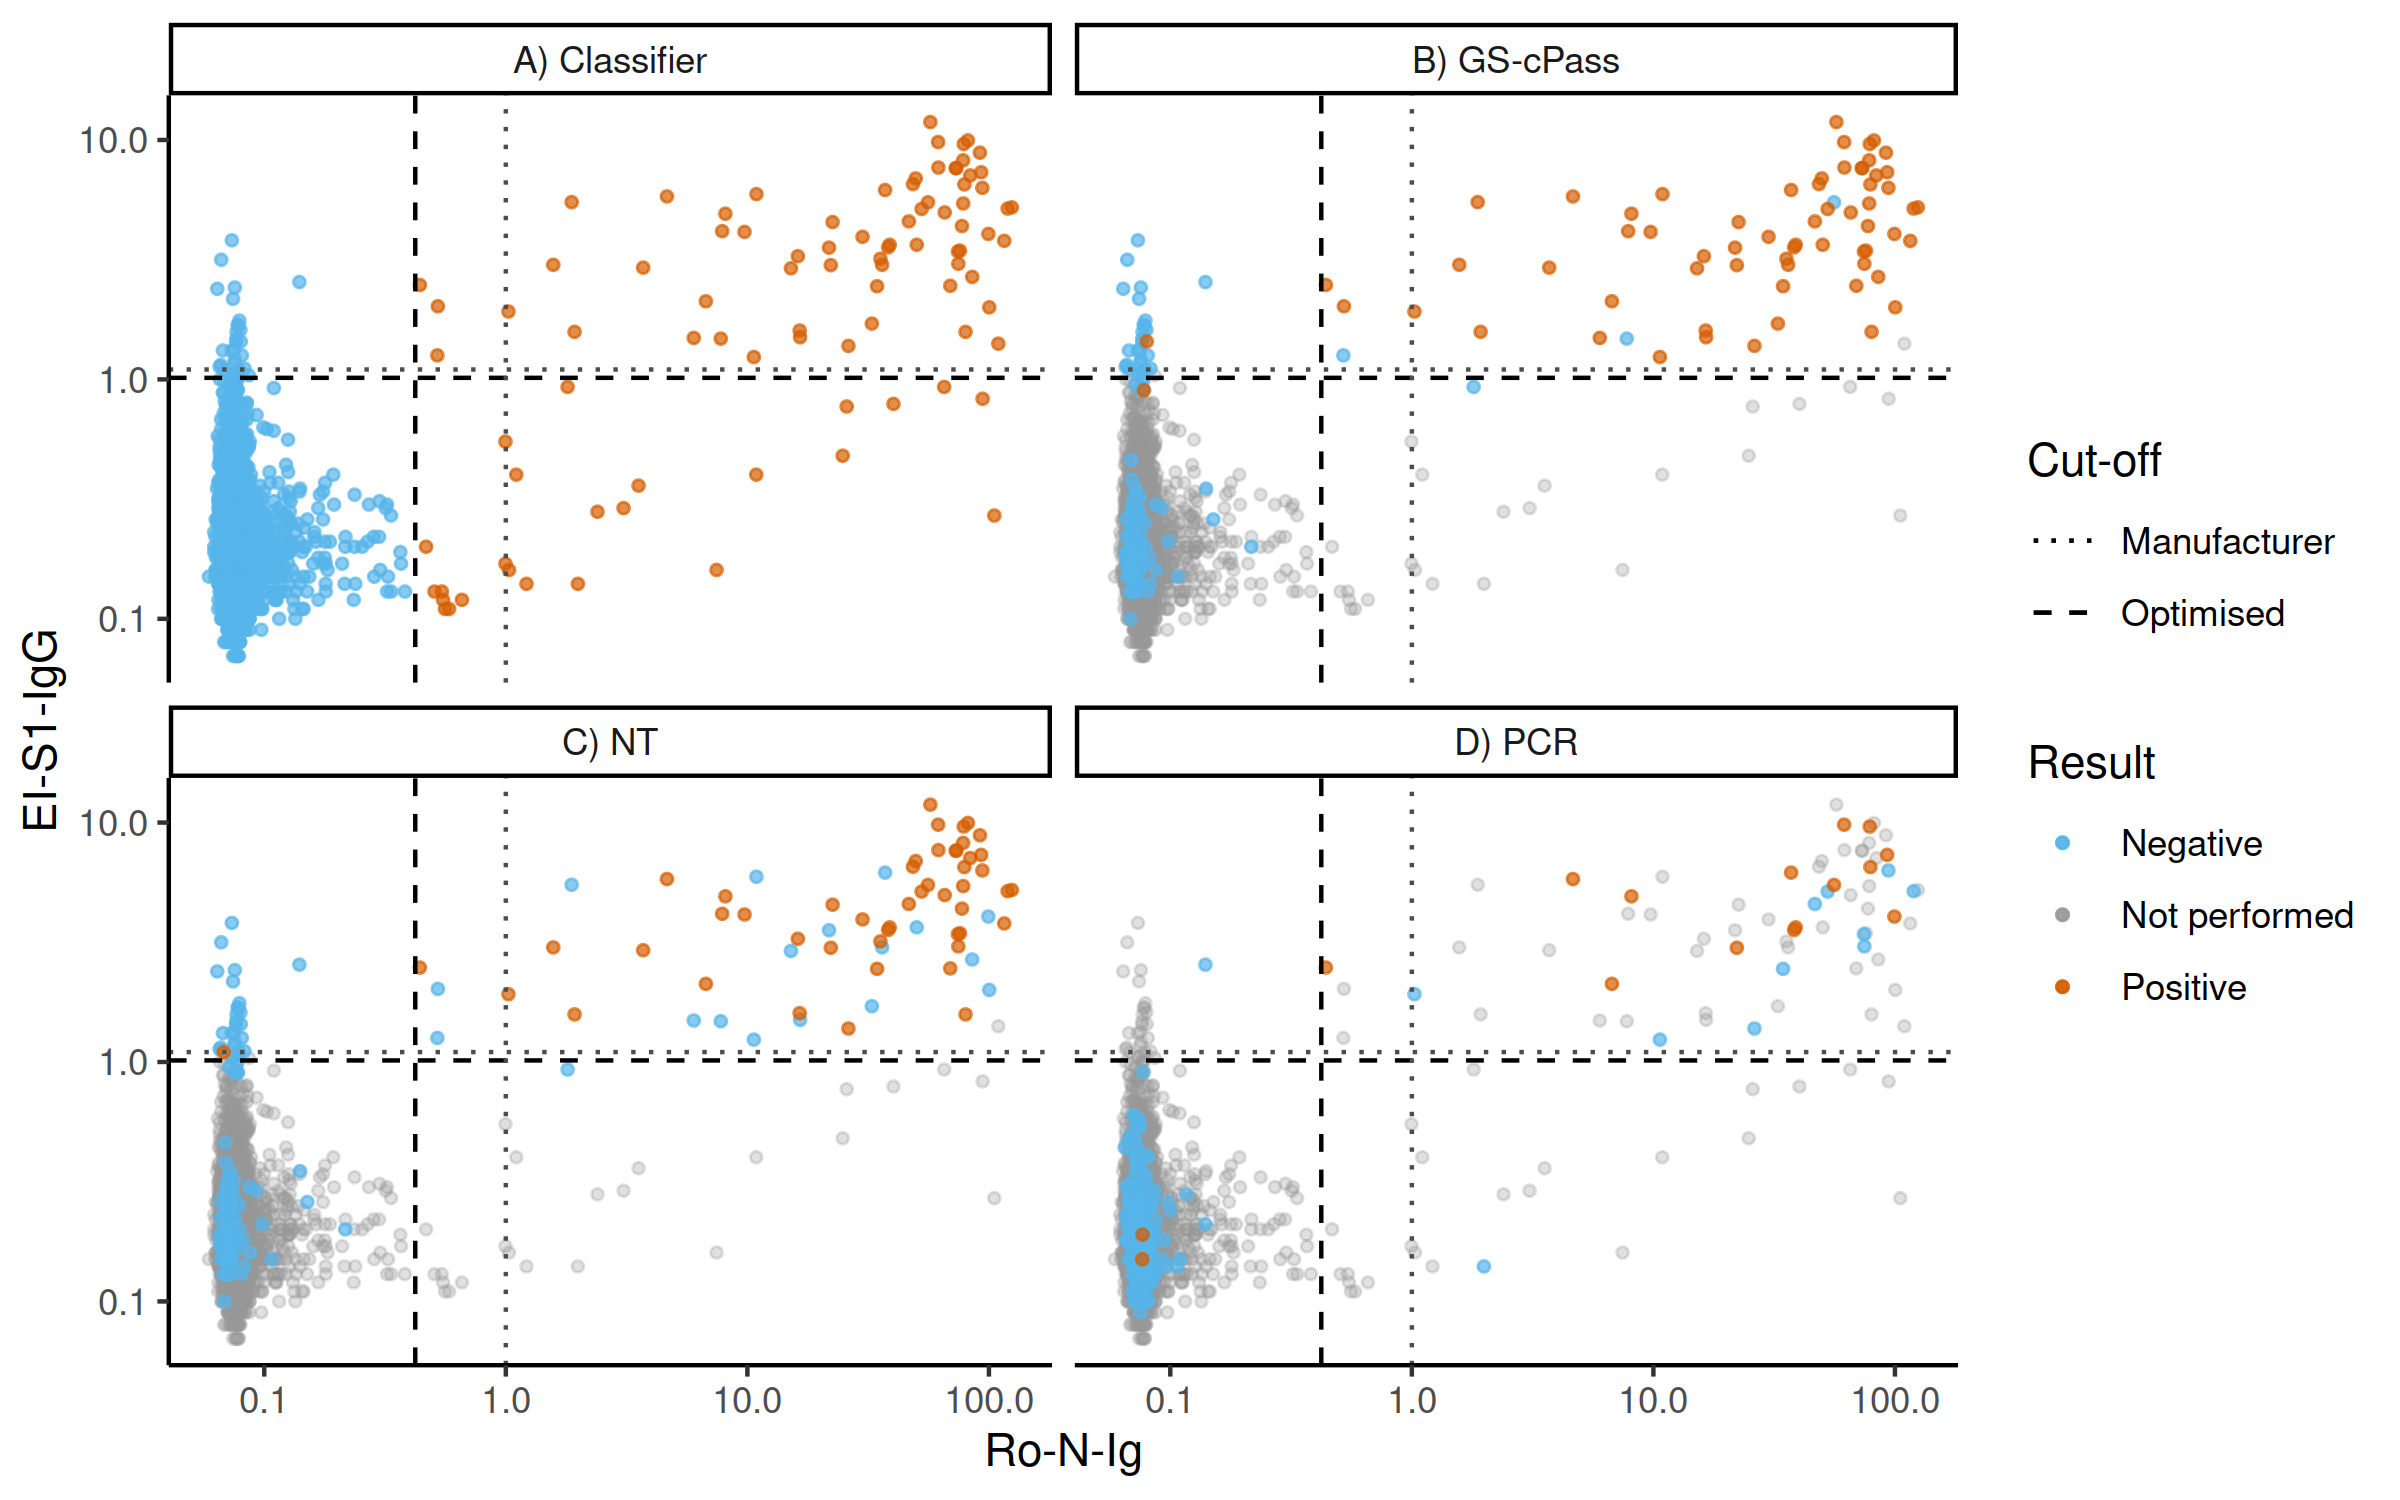 A) Classifier
B) GS-cPass
10.0
1.0
0.1
C) NT
D) PCR
10.0
1.0
0.1
0.1
1.0
10.0
100.0
0.1
1.0
10.0
100.0
EI-S1-IgG
Ro-N-Ig
Cut-off
Manufacturer
Optimised
Result
Negative
Not performed
Positive